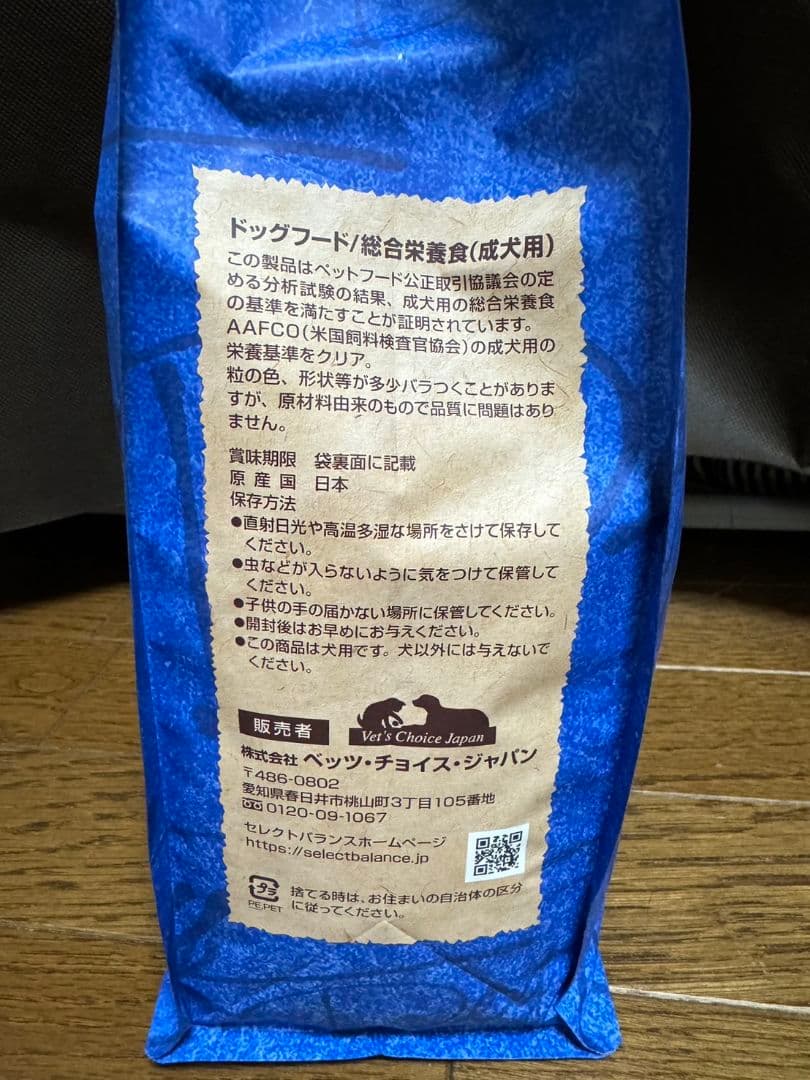 ドッグフード/総合栄養食(成犬用)
この製品はペットフード公正取引協議会の定
める分析試験の結果、成犬用の総合栄養食
の基準を満たすことが証明されています。
AAFCO(米国飼料検査官協会)の成犬用の
栄養基準をクリア。
粒の色、形状等が多少バラつくことがありま
すが、原材料由来のもので品質に問題はあり
ません。
賞味期限 袋裏面に記載
原産国 日本
保存方法
●直射日光や高温多湿な場所をさけて保存して
ください。
●虫などが入らないように気をつけて保管して
ください。
●子供の手の届かない場所に保管してください。
●開封後はお早めにお与えください。
●この商品は犬用です。犬以外には与えないで
ください。
販売者
Vet's Choice Japan
株式会社 ベッツ・チョイス・ジャパン
〒486-0802
愛知県春日井市桃山町3丁目105番地
0120-09-1067
セレクトバランスホームページ
https://selectbalance.jp
プラ
PE,PET
捨てる時は、お住まいの自治体の区分
に従ってください。